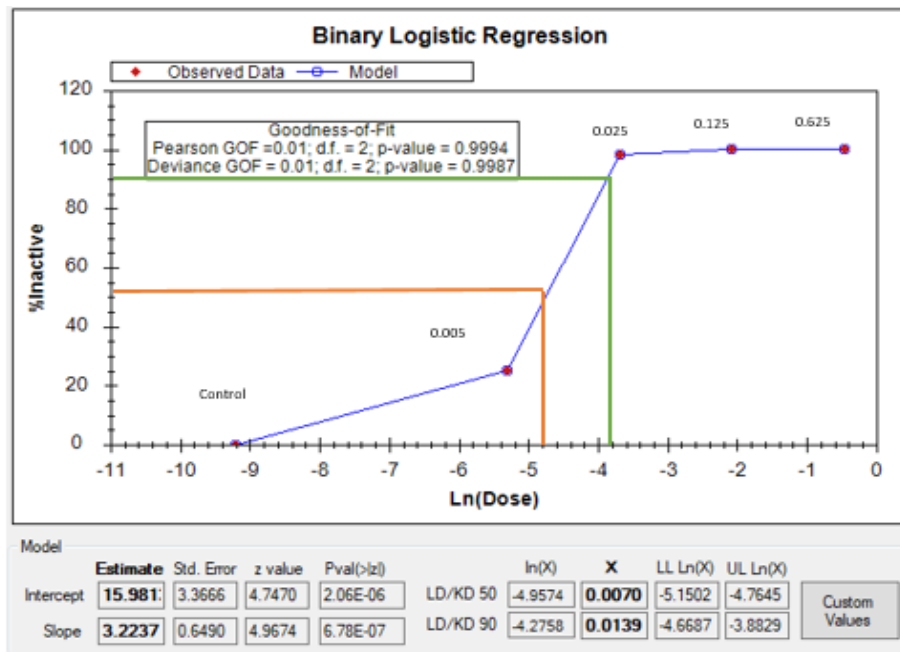 Binary Logistic Regression
Observed Data Model
120
100
80
60
40
20
0
%Inactive
Goodness-of-Fit
Pearson GOF =0.01; d.f. = 2; p-value = 0.9994
Deviance GOF = 0.01; d.f. = 2; p-value = 0.9987
0.025
0.125
0.625
0.005
Control
-11 -10 -9 -8 -7 -6 -5 -4 -3 -2 -1 0
Ln(Dose)
Model
Estimate Std. Error z value Pval(>|z|) ln(X) X LL Ln(X) UL Ln(X)
Intercept 15.981 3.3666 4.7470 2.06E-06 LD/KD 50 -4.9574 0.0070 -5.1502 -4.7645
Slope 3.2237 0.6490 4.9674 6.78E-07 LD/KD 90 -4.2758 0.0139 -4.6687 -3.8829
Custom
Values